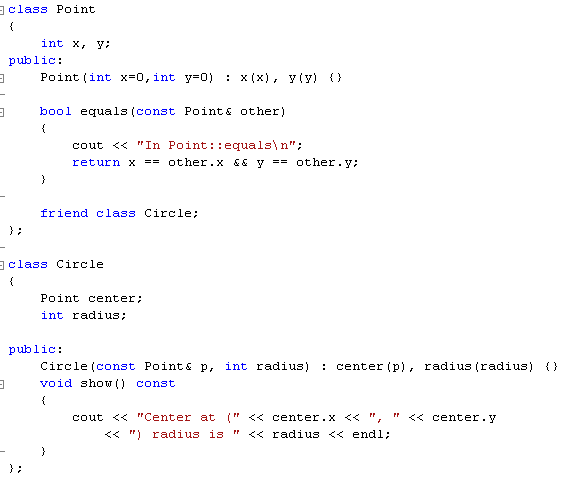 class Point
{
    int x, y;
public:
    Point(int x=0,int y=0) : x(x), y(y) {}

    bool equals(const Point& other)
    {
        cout << "In Point::equals\n";
        return x == other.x && y == other.y;
    }

    friend class Circle;
};

class Circle
{
    Point center;
    int radius;

public:
    Circle(const Point& p, int radius) : center(p), radius(radius) {}
    void show() const
    {
        cout << "Center at (" << center.x << ", " << center.y
            << ") radius is " << radius << endl;
    }
};